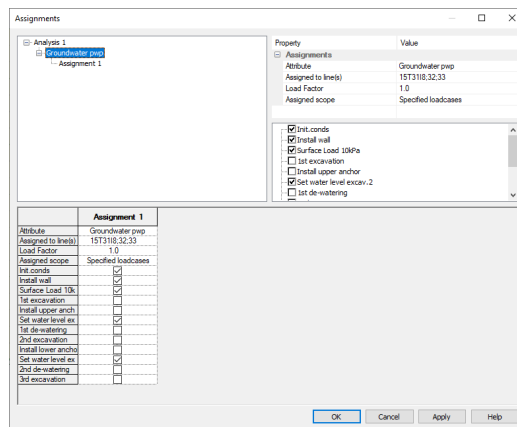 Assignments
Analysis 1
Groundwater pwp
Assignment 1
Property Value
Assignments
Attribute Groundwater pwp
Assigned to line(s) 15T31I8;32;33
Load Factor 1.0
Assigned scope Specified loadcases
Init.conds
Install wall
Surface Load 10kPa
1st excavation
Install upper anchor
Set water level excav.2
1st de-watering
Assignment 1
Attribute Groundwater pwp
Assigned to line(s) 15T31I8;32;33
Load Factor 1.0
Assigned scope Specified loadcases
Init.conds
Install wall
Surface Load 10k
1st excavation
Install upper anch
Set water level ex
1st de-watering
2nd excavation
Install lower ancho
Set water level ex
2nd de-watering
3rd excavation
OK Cancel Apply Help